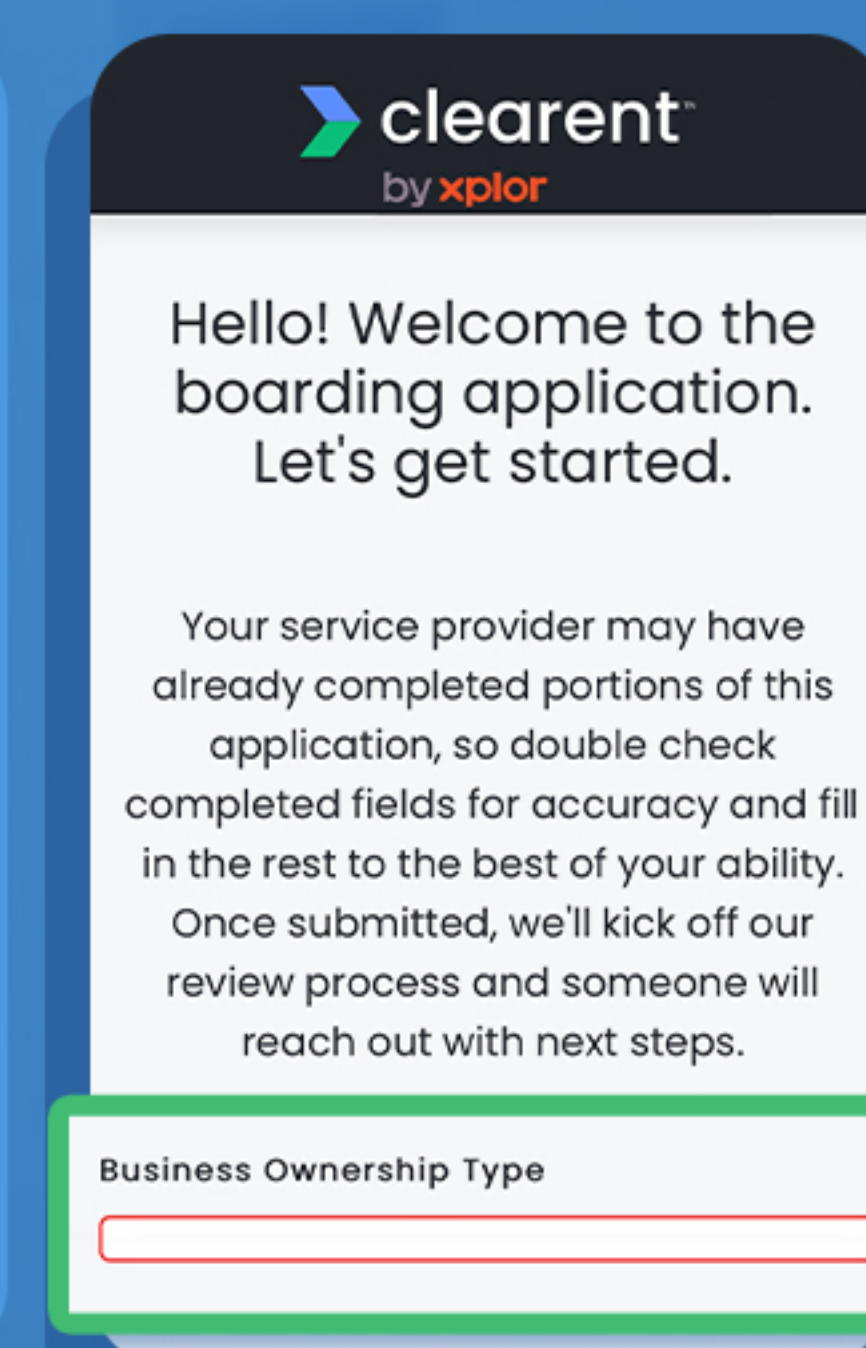 clearent™
by xplor
Hello! Welcome to the
boarding application.
Let's get started.
Your service provider may have
already completed portions of this
application, so double check
completed fields for accuracy and fill
in the rest to the best of your ability.
Once submitted, we'll kick off our
review process and someone will
reach out with next steps.
Business Ownership Type